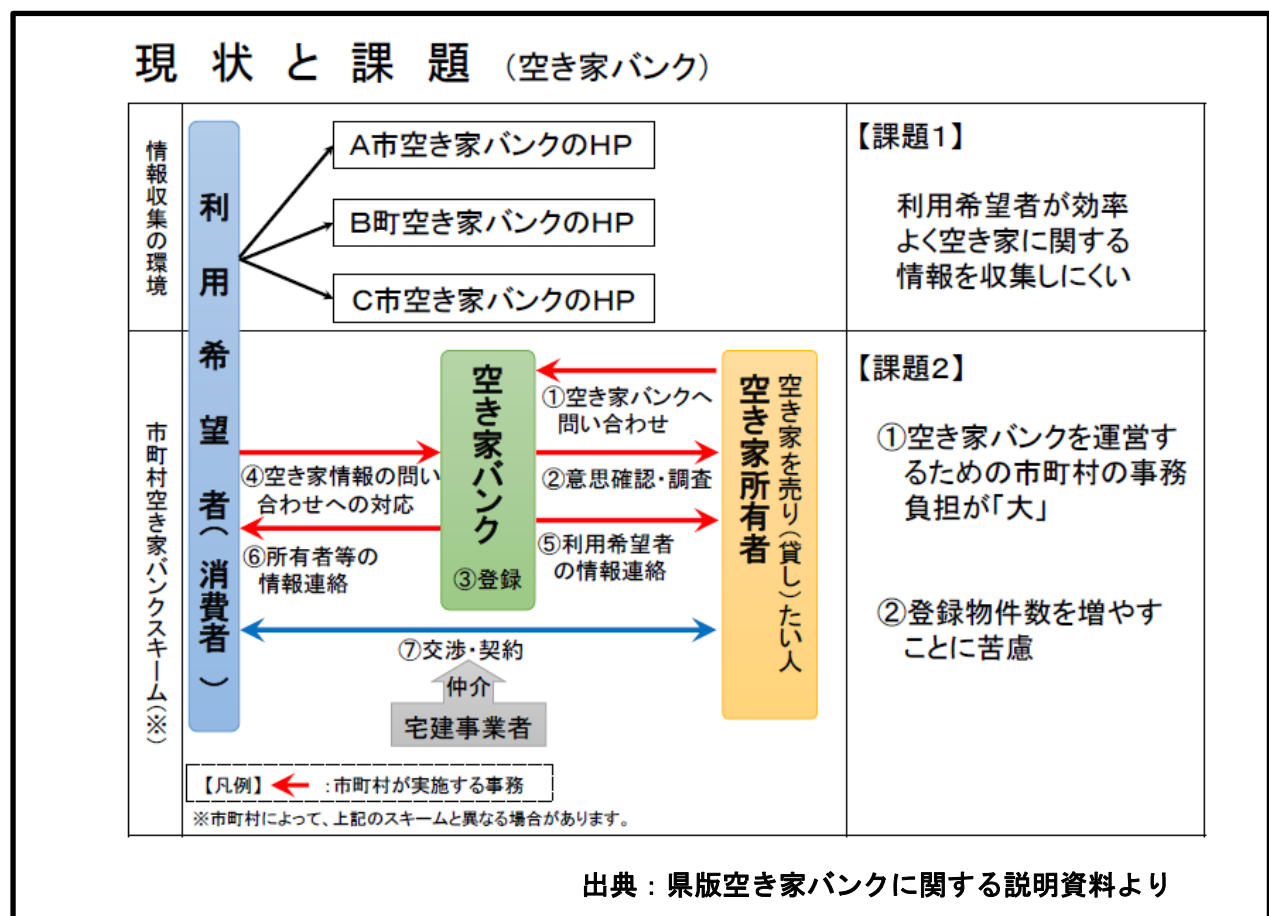 現状と課題（空き家バンク）
情報収集の環境
利用希望者（消費者）
A市空き家バンクのHP
B町空き家バンクのHP
C市空き家バンクのHP
【課題1】
利用希望者が効率
よく空き家に関する
情報を収集しにくい
市町村空き家バンクスキーム(※)
空き家バンク
③登録
空き家を売り（貸し）たい人
空き家所有者
①空き家バンクへ
問い合わせ
②意思確認・調査
④空き家情報の問い
合わせへの対応
⑤利用希望者
の情報連絡
⑥所有者等の
情報連絡
⑦交渉・契約
仲介
宅建事業者
【課題2】
①空き家バンクを運営す
るための市町村の事務
負担が「大」
②登録物件数を増やす
ことに苦慮
【凡例】 :市町村が実施する事務
※市町村によって、上記のスキームと異なる場合があります。
出典：県版空き家バンクに関する説明資料より